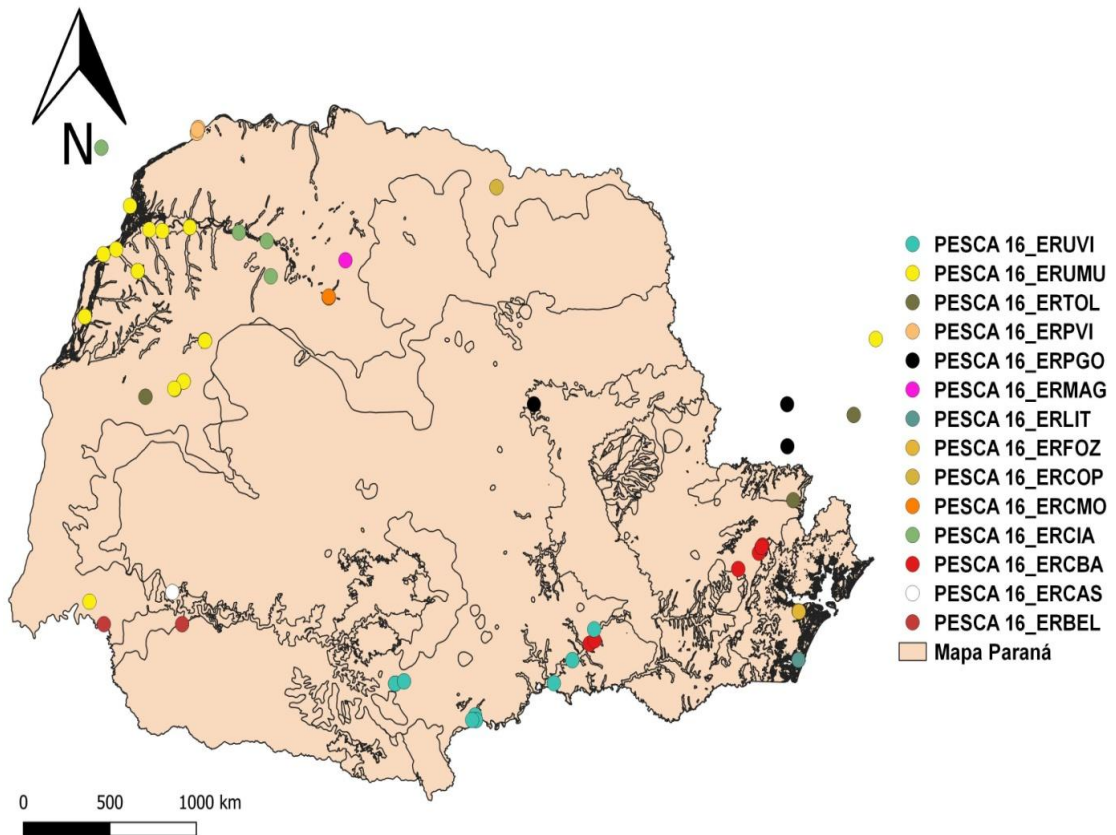 N
PESCA 16_ERUVI
PESCA 16_ERUMU
PESCA 16_ERTOL
PESCA 16_ERPVI
PESCA 16_ERPGO
PESCA 16_ERMAG
PESCA 16_ERLIT
PESCA 16_ERFOZ
PESCA 16_ERCOP
PESCA 16_ERCMO
PESCA 16_ERCIA
PESCA 16_ERCBA
PESCA 16_ERCAS
PESCA 16_ERBEL
Mapa Paraná
0 500 1000 km